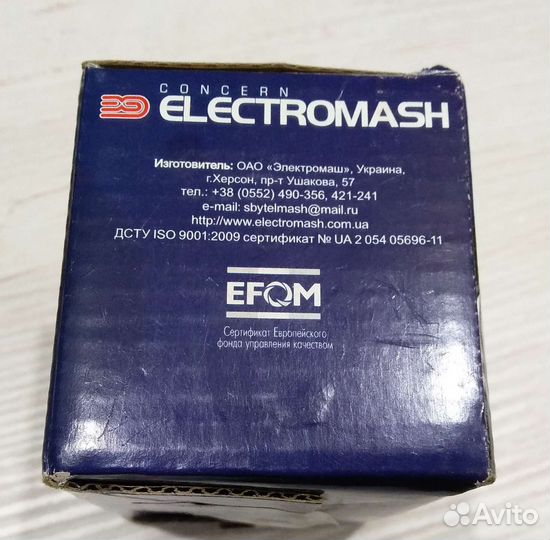 CONCERN
ELECTROMASH
Изготовитель: ОАО «Электромаш», Украина,
г.Херсон, пр-т Ушакова, 57
тел.: +38 (0552) 490-356, 421-241
e-mail: sbytelmash@mail.ru
http://www.electromash.com.ua
ДСТУ ISO 9001:2009 сертификат № UA 2 054 05696-11
EFQM
Сертификат Европейского
фонда управления качеством
Avito